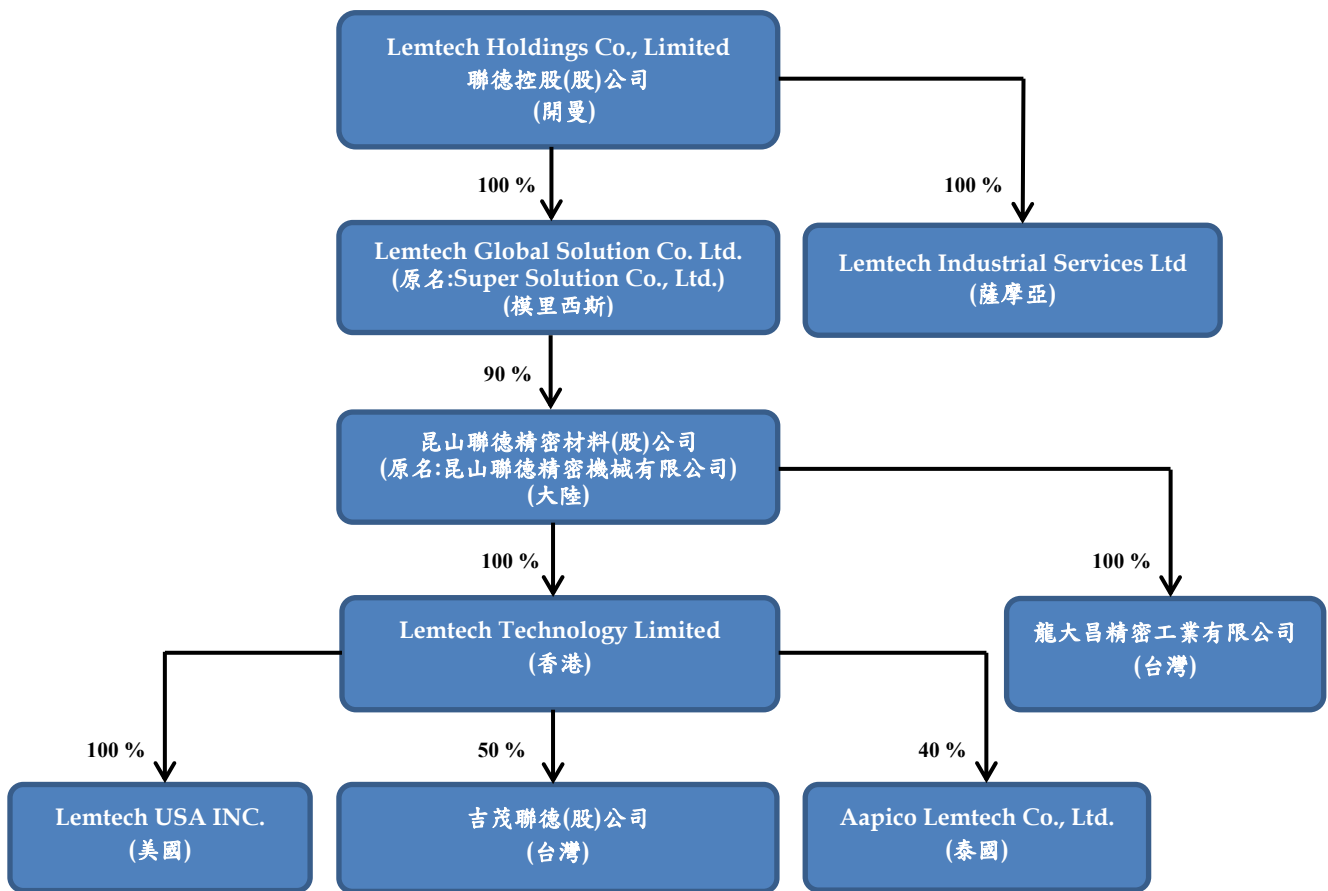 Lemtech Holdings Co., Limited
聯德控股(股)公司
(開曼)
100 %
100 %
Lemtech Global Solution Co. Ltd.
(原名:Super Solution Co., Ltd.)
(模里西斯)
Lemtech Industrial Services Ltd
(薩摩亞)
90 %
昆山聯德精密材料(股)公司
(原名:昆山聯德精密機械有限公司)
(大陸)
100 %
100 %
Lemtech Technology Limited
(香港)
龍大昌精密工業有限公司
(台灣)
100 %
50 %
40 %
Lemtech USA INC.
(美國)
吉茂聯德(股)公司
(台灣)
Aapico Lemtech Co., Ltd.
(泰國)